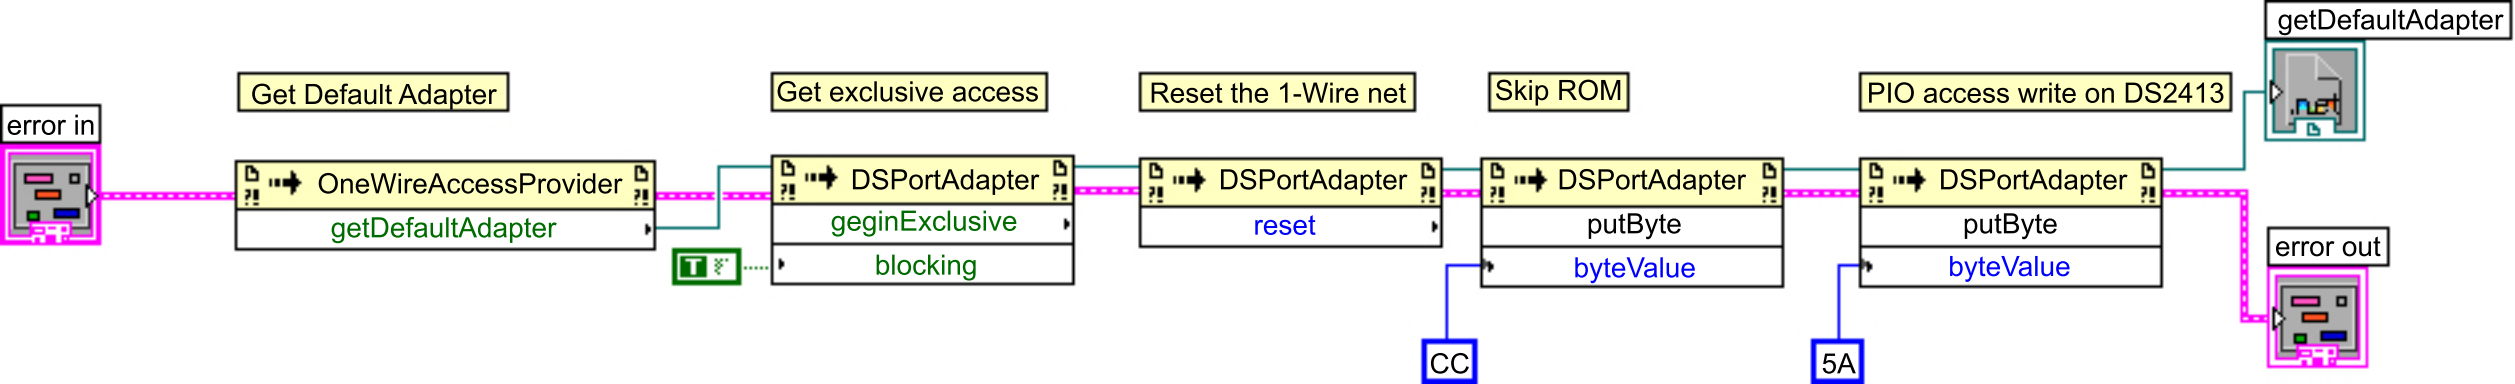 getDefaultAdapter
Get Default Adapter
Get exclusive access
Reset the 1-Wire net
Skip ROM
PIO access write on DS2413
error in
.net
OneWireAccessProvider
getDefaultAdapter
DSPortAdapter
geginExclusive
blocking
T
DSPortAdapter
reset
DSPortAdapter
putByte
byteValue
DSPortAdapter
putByte
byteValue
error out
CC
5A